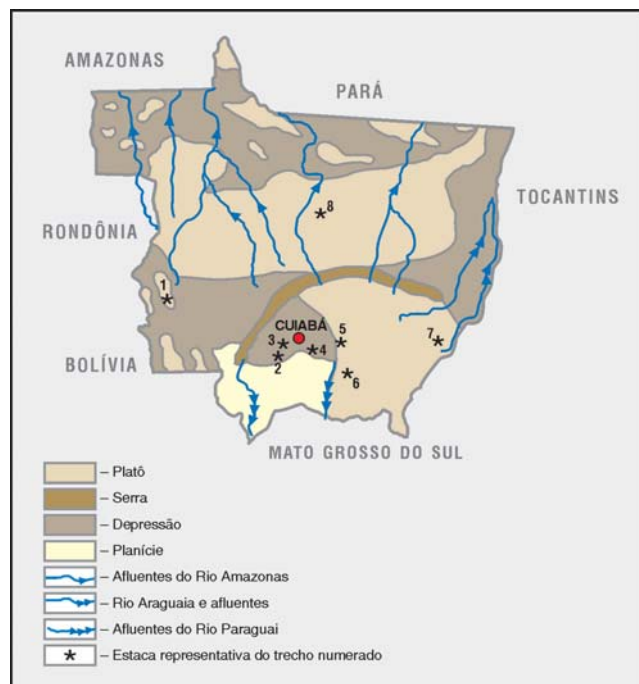 AMAZONAS
PARÁ
TOCANTINS
8
RONDÔNIA
1
CUIABÁ
3
5
7
4
2
6
BOLÍVIA
MATO GROSSO DO SUL
– Platô
– Serra
– Depressão
– Planície
– Afluentes do Rio Amazonas
– Rio Araguaia e afluentes
– Afluentes do Rio Paraguai
– Estaca representativa do trecho numerado